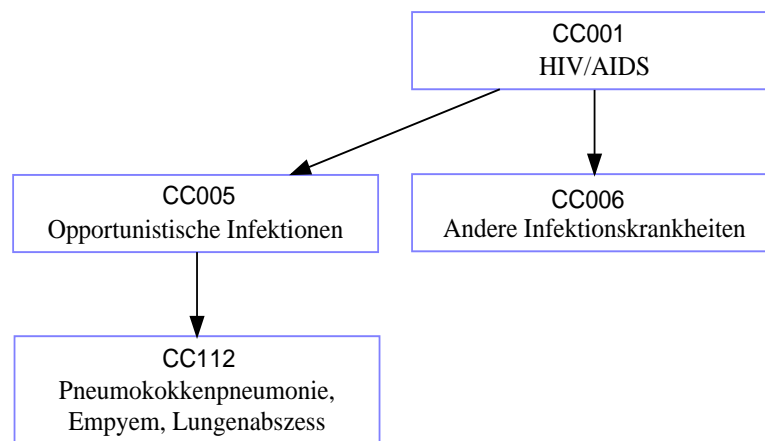 CC001
HIV/AIDS
CC005
Opportunistische Infektionen
CC006
Andere Infektionskrankheiten
CC112
Pneumokokkenpneumonie,
Empyem, Lungenabszess